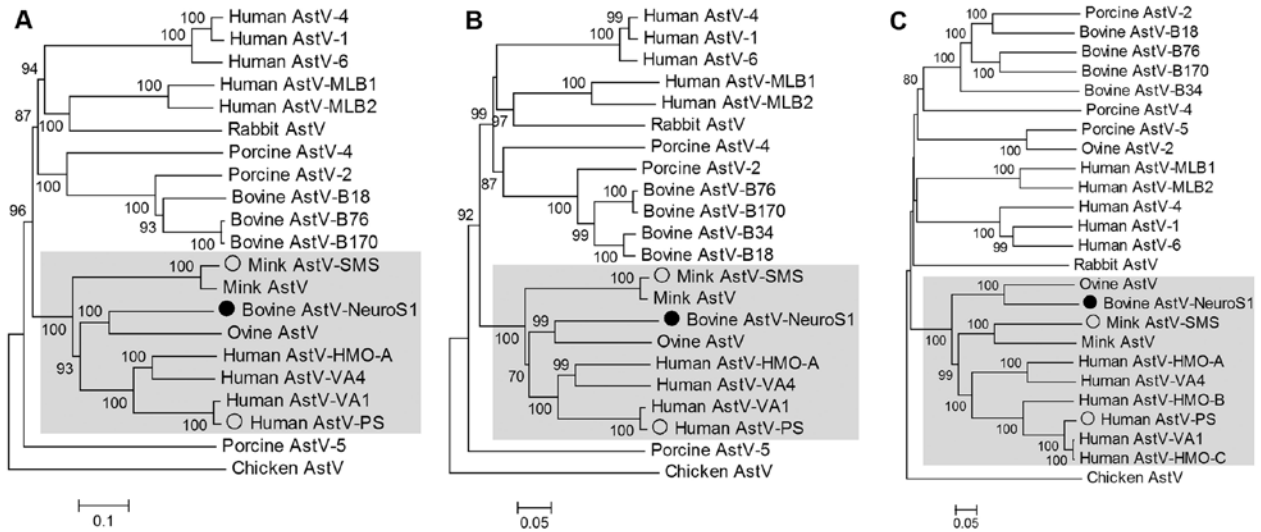 A
100
Human AstV-4
100
Human AstV-1
Human AstV-6
94
100
Human AstV-MLB1
Human AstV-MLB2
87
100
Rabbit AstV
Porcine AstV-4
100
Porcine AstV-2
100
Bovine AstV-B18
93
Bovine AstV-B76
100
Bovine AstV-B170
96
100
Mink AstV-SMS
Mink AstV
100
Bovine AstV-NeuroS1
100
Ovine AstV
93
100
Human AstV-HMO-A
Human AstV-VA4
100
Human AstV-VA1
100
Human AstV-PS
Porcine AstV-5
Chicken AstV
0.1
B
99
Human AstV-4
100
Human AstV-1
Human AstV-6
100
Human AstV-MLB1
Human AstV-MLB2
99
97
Rabbit AstV
Porcine AstV-4
87
Porcine AstV-2
100
100
Bovine AstV-B76
Bovine AstV-B170
99
Bovine AstV-B34
100
Bovine AstV-B18
92
100
Mink AstV-SMS
Mink AstV
99
Bovine AstV-NeuroS1
100
Ovine AstV
70
99
Human AstV-HMO-A
Human AstV-VA4
100
Human AstV-VA1
100
Human AstV-PS
Porcine AstV-5
Chicken AstV
0.05
C
100
Porcine AstV-2
Bovine AstV-B18
100
Bovine AstV-B76
100
Bovine AstV-B170
80
Bovine AstV-B34
Porcine AstV-4
Porcine AstV-5
100
Ovine AstV-2
100
Human AstV-MLB1
Human AstV-MLB2
Human AstV-4
100
Human AstV-1
99
Human AstV-6
Rabbit AstV
Ovine AstV
100
Bovine AstV-NeuroS1
100
100
Mink AstV-SMS
Mink AstV
99
100
Human AstV-HMO-A
Human AstV-VA4
100
Human AstV-HMO-B
100
Human AstV-PS
Human AstV-VA1
100
Human AstV-HMO-C
Chicken AstV
0.05